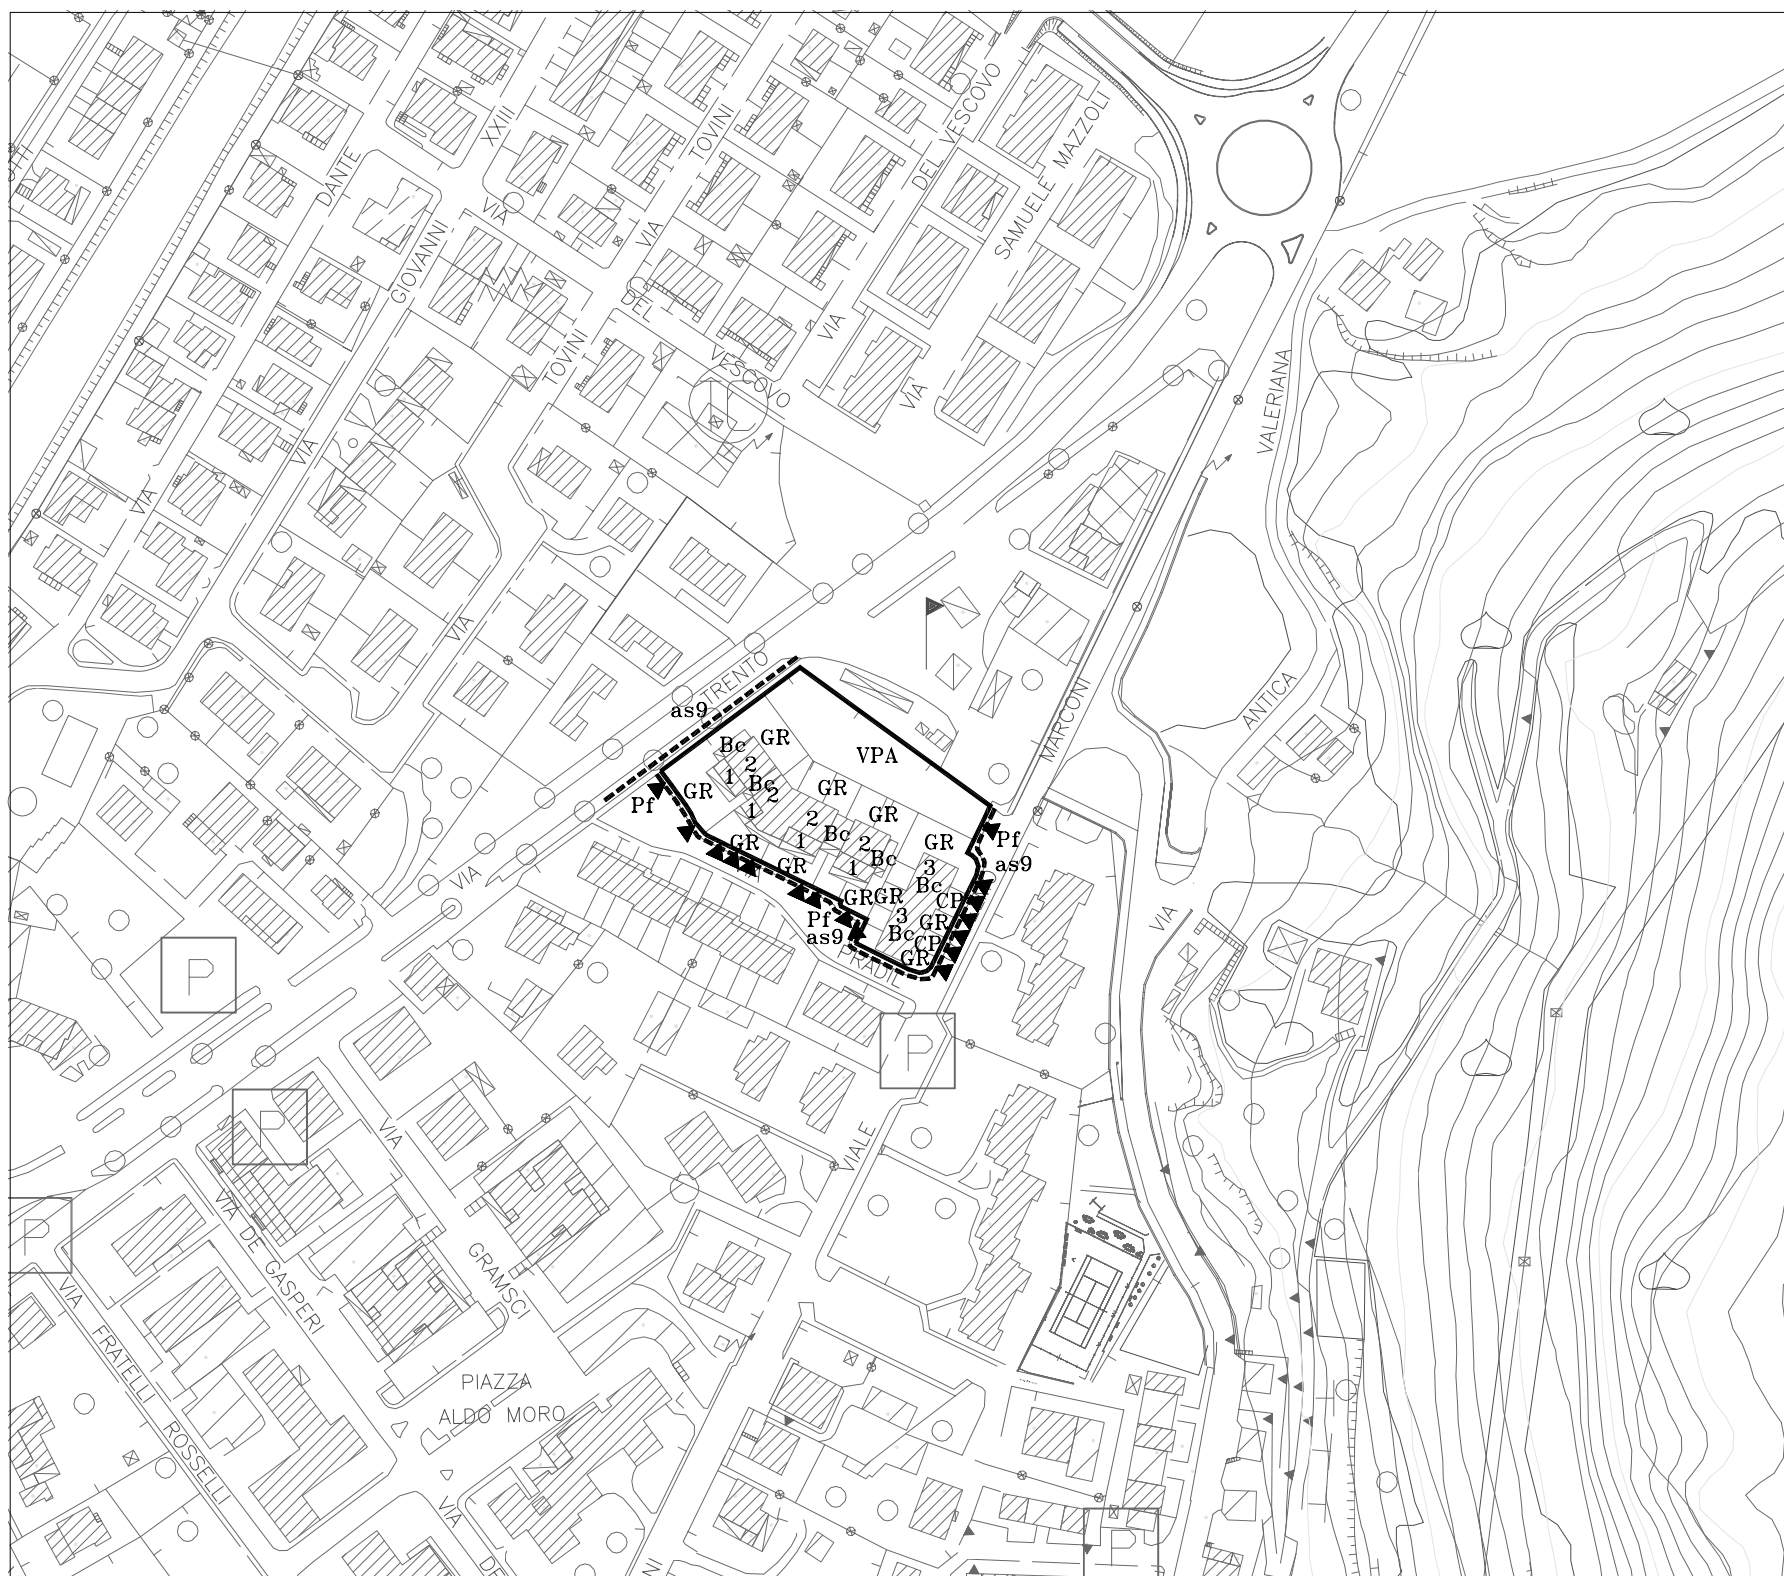 XXIII
DANTE
TOVINI
DEL VESCOVO
SAMUELE MAZZOLI
VIA
VIA
GIOVANNI
DEL
VIA
TOVINI
VESCOVO
VIA
VIA
VALERIANA
VIA
VIA
TRENTO
MARCONI
ANTICA
as9
Bc
GR
VPA
2
1
Bc
2
GR
GR
Pf
1
2
GR
GR
1
Bc
2
GR
Pf
GR
1
Bc
3
as9
Bc
GR
GR
CP
3
GR
Pf
as9
Bc
CP
GR
PRADIL
VIA
VIA
VIA
P
P
P
P
P
VIA
VIALE
VIA DE GASPERI
GRAMSCI
VIA
FRATELLI
ROSSELLI
PIAZZA
ALDO MORO
VIA
DE
NI